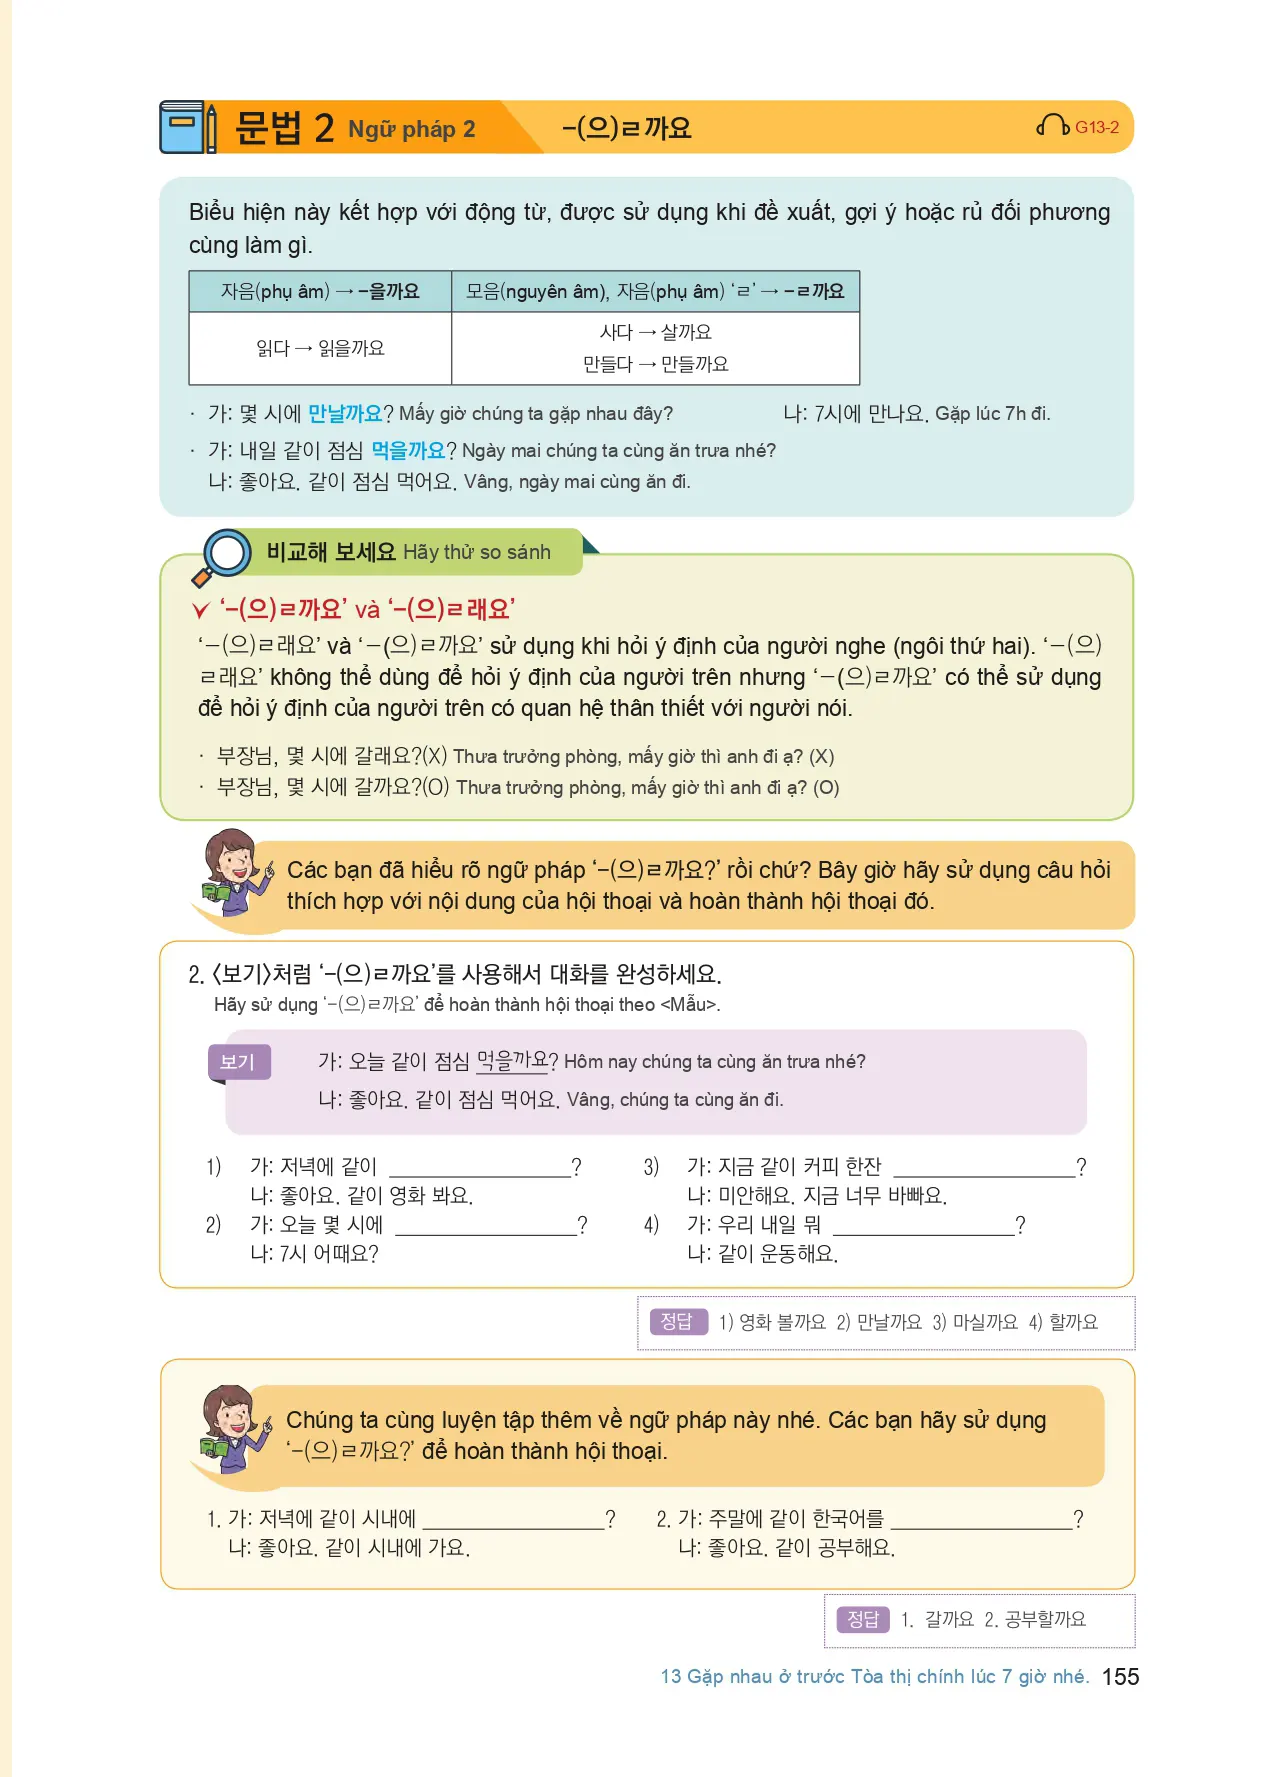 문법 2 Ngữ pháp 2 -(으)ㄹ까요 G13-2
Biểu hiện này kết hợp với động từ, được sử dụng khi đề xuất, gợi ý hoặc rủ đối phương
cùng làm gì.
자음(phụ âm) → -을까요 모음(nguyên âm), 자음(phụ âm) ‘ㄹ’ → -ㄹ까요
읽다 → 읽을까요 사다 → 살까요
만들다 → 만들까요
· 가: 몇 시에 만날까요? Mấy giờ chúng ta gặp nhau đây? 나: 7시에 만나요. Gặp lúc 7h đi.
· 가: 내일 같이 점심 먹을까요? Ngày mai chúng ta cùng ăn trưa nhé?
나: 좋아요. 같이 점심 먹어요. Vâng, ngày mai cùng ăn đi.
비교해 보세요 Hãy thử so sánh
‘-(으)ㄹ까요’ và ‘-(으)ㄹ래요’
‘-(으)ㄹ래요’ và ‘-(으)ㄹ까요’ sử dụng khi hỏi ý định của người nghe (ngôi thứ hai). ‘-(으)
ㄹ래요’ không thể dùng để hỏi ý định của người trên nhưng ‘-(으)ㄹ까요’ có thể sử dụng
để hỏi ý định của người trên có quan hệ thân thiết với người nói.
· 부장님, 몇 시에 갈래요?(X) Thưa trưởng phòng, mấy giờ thì anh đi ạ? (X)
· 부장님, 몇 시에 갈까요?(O) Thưa trưởng phòng, mấy giờ thì anh đi ạ? (O)
Các bạn đã hiểu rõ ngữ pháp ‘-(으)ㄹ까요?’ rồi chứ? Bây giờ hãy sử dụng câu hỏi
thích hợp với nội dung của hội thoại và hoàn thành hội thoại đó.
2. 〈보기〉처럼 ‘-(으)ㄹ까요’를 사용해서 대화를 완성하세요.
Hãy sử dụng ‘-(으)ㄹ까요’ để hoàn thành hội thoại theo <Mẫu>.
보기 가: 오늘 같이 점심 먹을까요? Hôm nay chúng ta cùng ăn trưa nhé?
나: 좋아요. 같이 점심 먹어요. Vâng, chúng ta cùng ăn đi.
1) 가: 저녁에 같이 ____________? 3) 가: 지금 같이 커피 한잔 ____________?
나: 좋아요. 같이 영화 봐요. 나: 미안해요. 지금 너무 바빠요.
2) 가: 오늘 몇 시에 ____________? 4) 가: 우리 내일 뭐 ____________?
나: 7시 어때요? 나: 같이 운동해요.
정답 1) 영화 볼까요 2) 만날까요 3) 마실까요 4) 할까요
Chúng ta cùng luyện tập thêm về ngữ pháp này nhé. Các bạn hãy sử dụng
‘-(으)ㄹ까요?’ để hoàn thành hội thoại.
1. 가: 저녁에 같이 시내에 ____________? 2. 가: 주말에 같이 한국어를 ____________?
나: 좋아요. 같이 시내에 가요. 나: 좋아요. 같이 공부해요.
정답 1. 갈까요 2. 공부할까요
13 Gặp nhau ở trước Tòa thị chính lúc 7 giờ nhé. 155